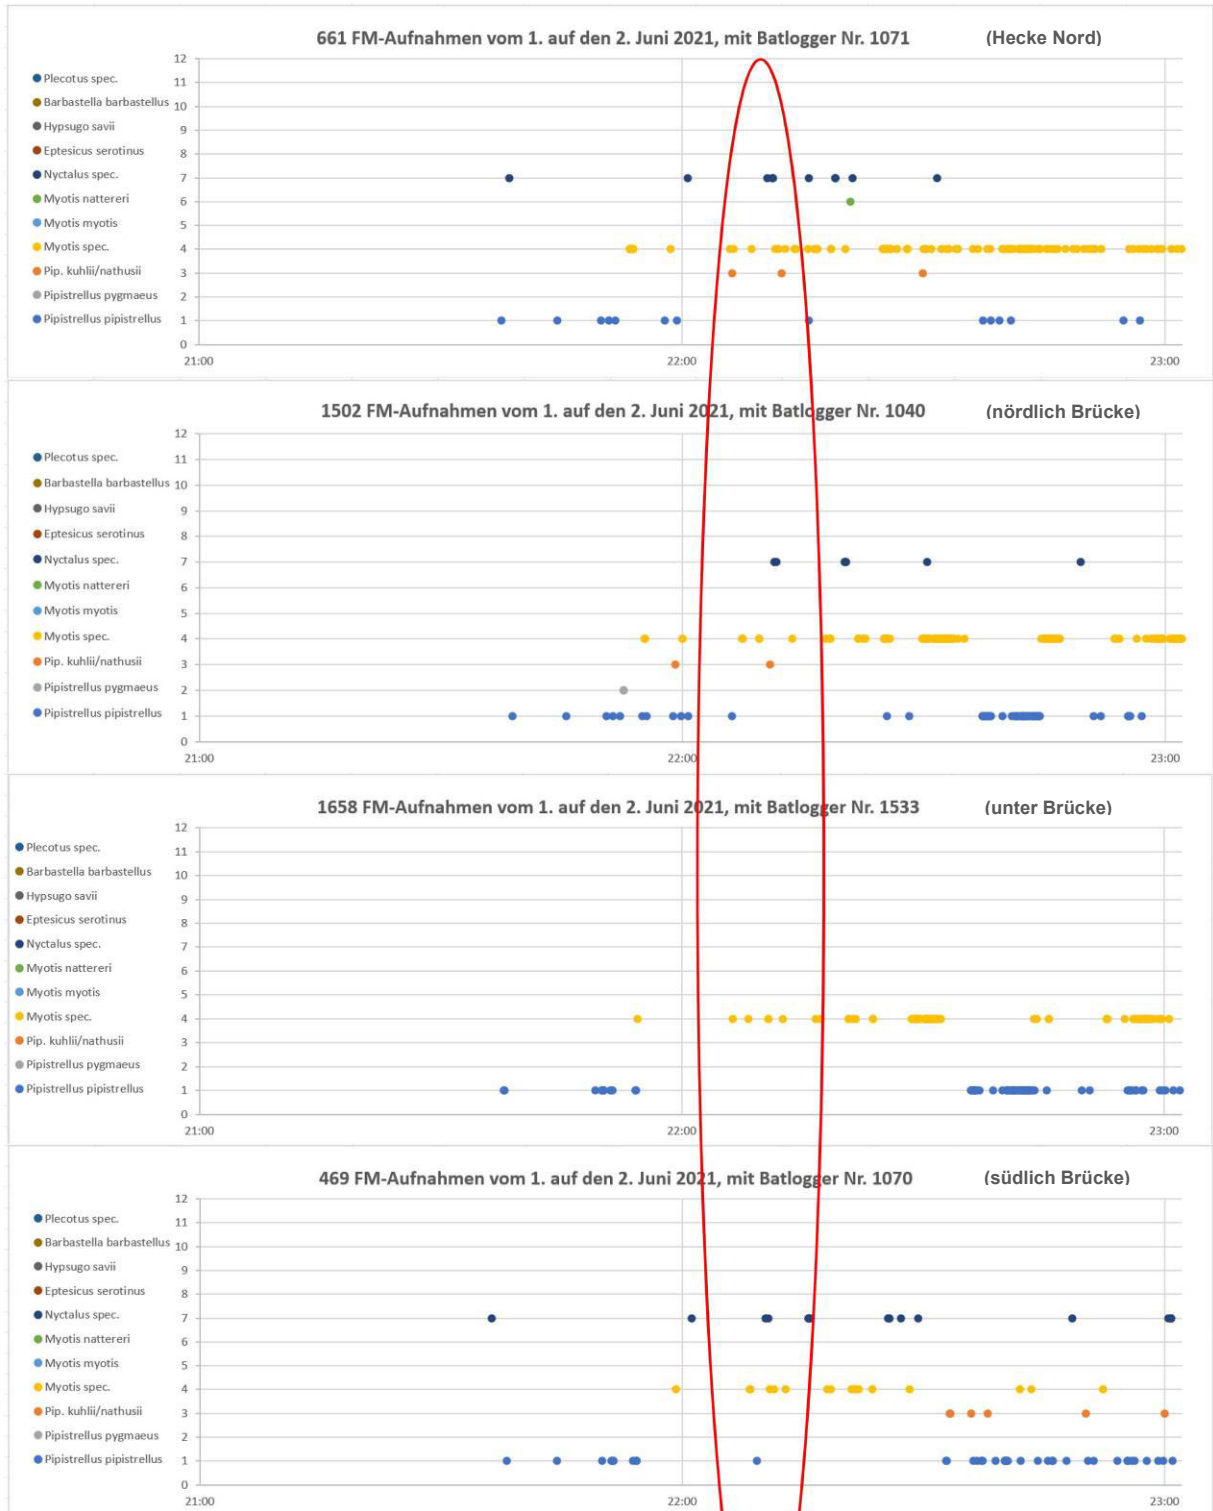 661 FM-Aufnahmen vom 1. auf den 2. Juni 2021, mit Batlogger Nr. 1071 (Hecke Nord)
Plecotus spec.
Barbastella barbastellus
Hypsugo savii
Eptesicus serotinus
Nyctalus spec.
Myotis nattereri
Myotis myotis
Myotis spec.
Pip. kuhlii/nathusii
Pipistrellus pygmaeus
Pipistrellus pipistrellus
12
11
10
9
8
7
6
5
4
3
2
1
0
21:00 22:00 23:00
1502 FM-Aufnahmen vom 1. auf den 2. Juni 2021, mit Batlogger Nr. 1040 (nördlich Brücke)
Plecotus spec.
Barbastella barbastellus
Hypsugo savii
Eptesicus serotinus
Nyctalus spec.
Myotis nattereri
Myotis myotis
Myotis spec.
Pip. kuhlii/nathusii
Pipistrellus pygmaeus
Pipistrellus pipistrellus
12
11
10
9
8
7
6
5
4
3
2
1
0
21:00 22:00 23:00
1658 FM-Aufnahmen vom 1. auf den 2. Juni 2021, mit Batlogger Nr. 1533 (unter Brücke)
Plecotus spec.
Barbastella barbastellus
Hypsugo savii
Eptesicus serotinus
Nyctalus spec.
Myotis nattereri
Myotis myotis
Myotis spec.
Pip. kuhlii/nathusii
Pipistrellus pygmaeus
Pipistrellus pipistrellus
12
11
10
9
8
7
6
5
4
3
2
1
0
21:00 22:00 23:00
469 FM-Aufnahmen vom 1. auf den 2. Juni 2021, mit Batlogger Nr. 1070 (südlich Brücke)
Plecotus spec.
Barbastella barbastellus
Hypsugo savii
Eptesicus serotinus
Nyctalus spec.
Myotis nattereri
Myotis myotis
Myotis spec.
Pip. kuhlii/nathusii
Pipistrellus pygmaeus
Pipistrellus pipistrellus
12
11
10
9
8
7
6
5
4
3
2
1
0
21:00 22:00 23:00